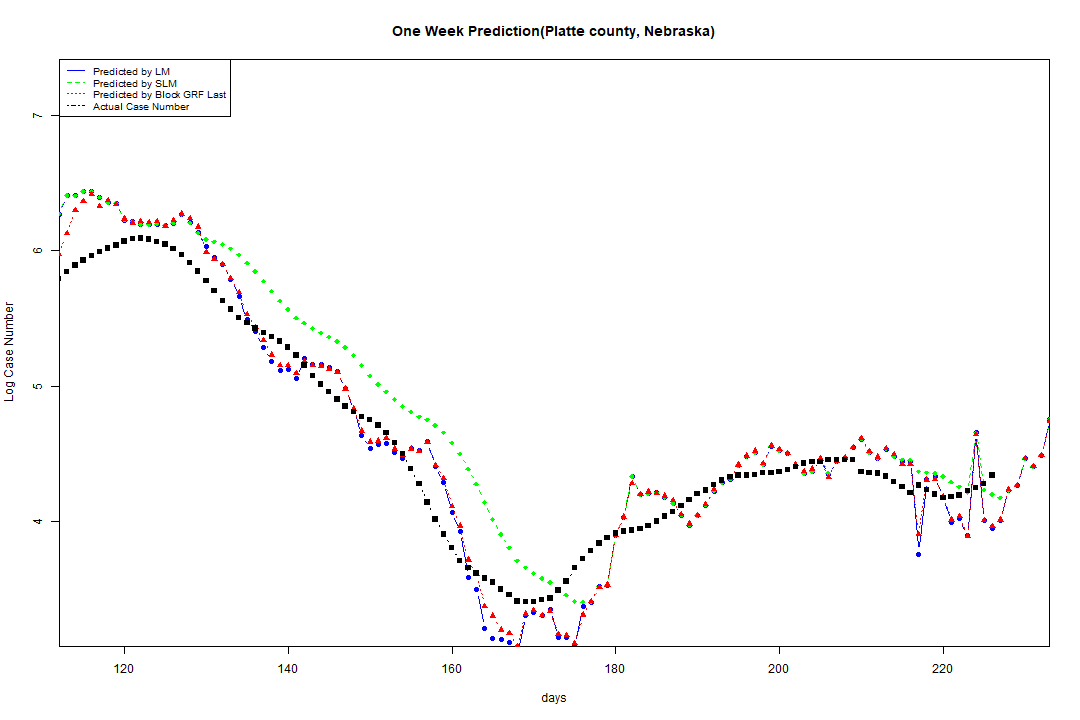 One Week Prediction(Platte county, Nebraska)
Predicted by LM
Predicted by SLM
Predicted by Block GRF Last
Actual Case Number
7
6
5
4
Log Case Number
120 140 160 180 200 220
days